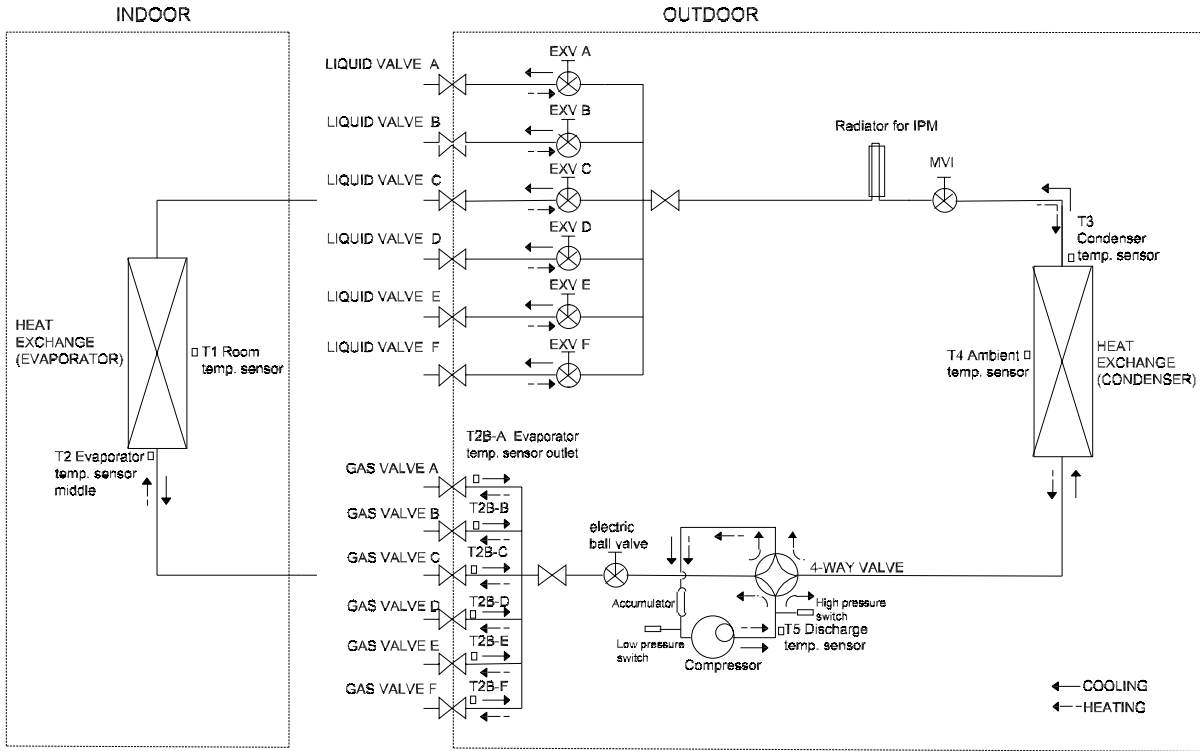 INDOOR
OUTDOOR
LIQUID VALVE A
EXV A
LIQUID VALVE B
EXV B
LIQUID VALVE C
EXV C
LIQUID VALVE D
EXV D
LIQUID VALVE E
EXV E
LIQUID VALVE F
EXV F
Radiator for IPM
MVI
T3
Condenser
temp. sensor
HEAT
EXCHANGE
(EVAPORATOR)
T1 Room
temp. sensor
T4 Ambient
temp. sensor
HEAT
EXCHANGE
(CONDENSER)
T2 Evaporator
temp. sensor
middle
T2B-A Evaporator
temp. sensor outlet
GAS VALVE A
GAS VALVE B
T2B-B
GAS VALVE C
T2B-C
GAS VALVE D
T2B-D
GAS VALVE E
T2B-E
GAS VALVE F
T2B-F
electric
ball valve
4-WAY VALVE
Accumulator
High pressure
switch
Low pressure
switch
T5 Discharge
temp. sensor
Compressor
COOLING
HEATING